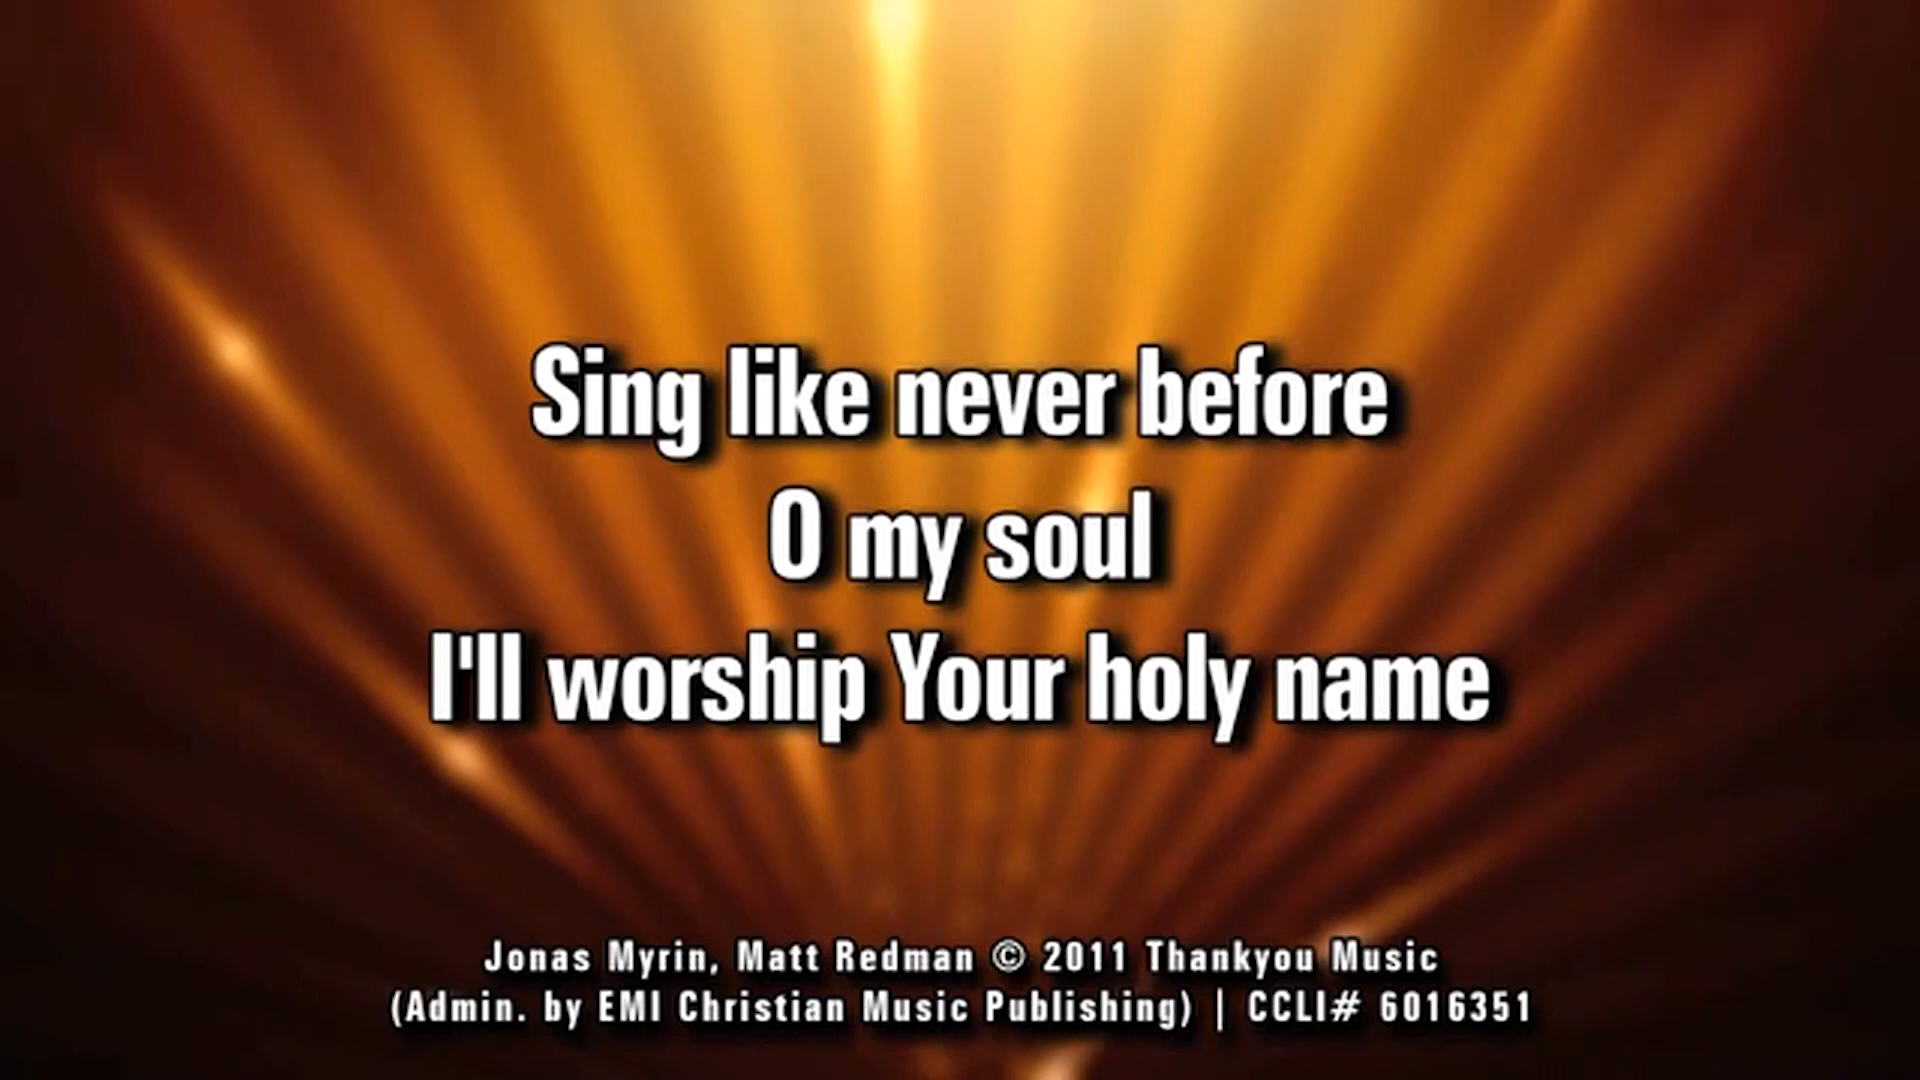 Sing like never before
O my soul
I'll worship Your holy name
Jonas Myrin, Matt Redman © 2011 Thankyou Music
(Admin. by EMI Christian Music Publishing) | CCLI# 6016351